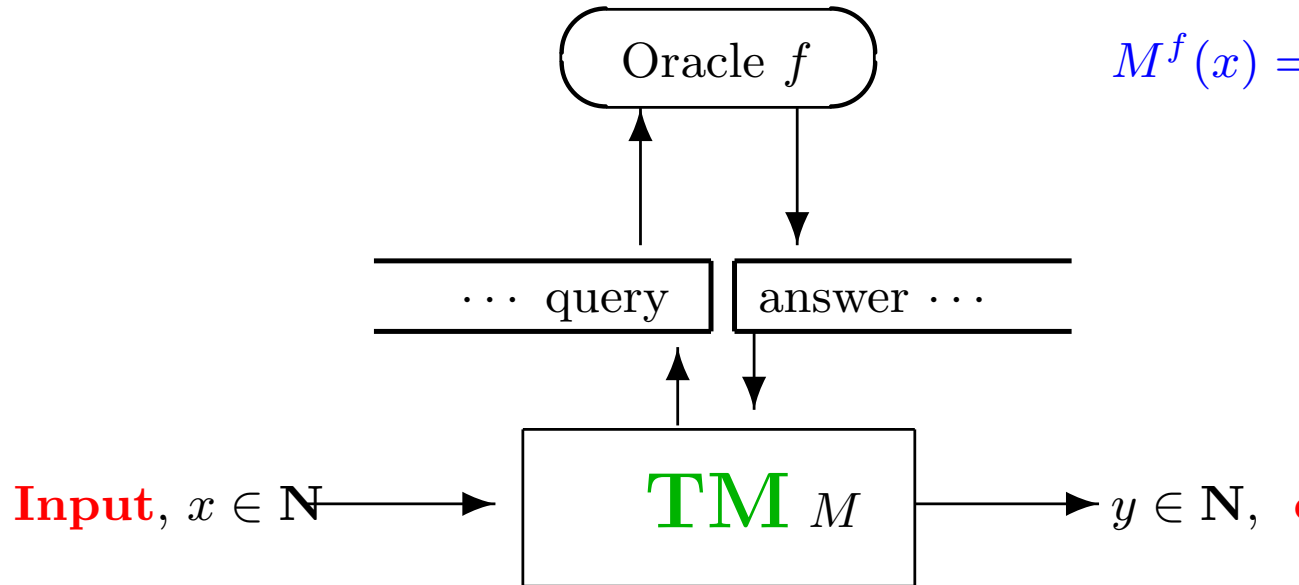 Oracle f
M^f(x) =
··· query
answer ···
Input, x ∈ N
TM M
y ∈ N,